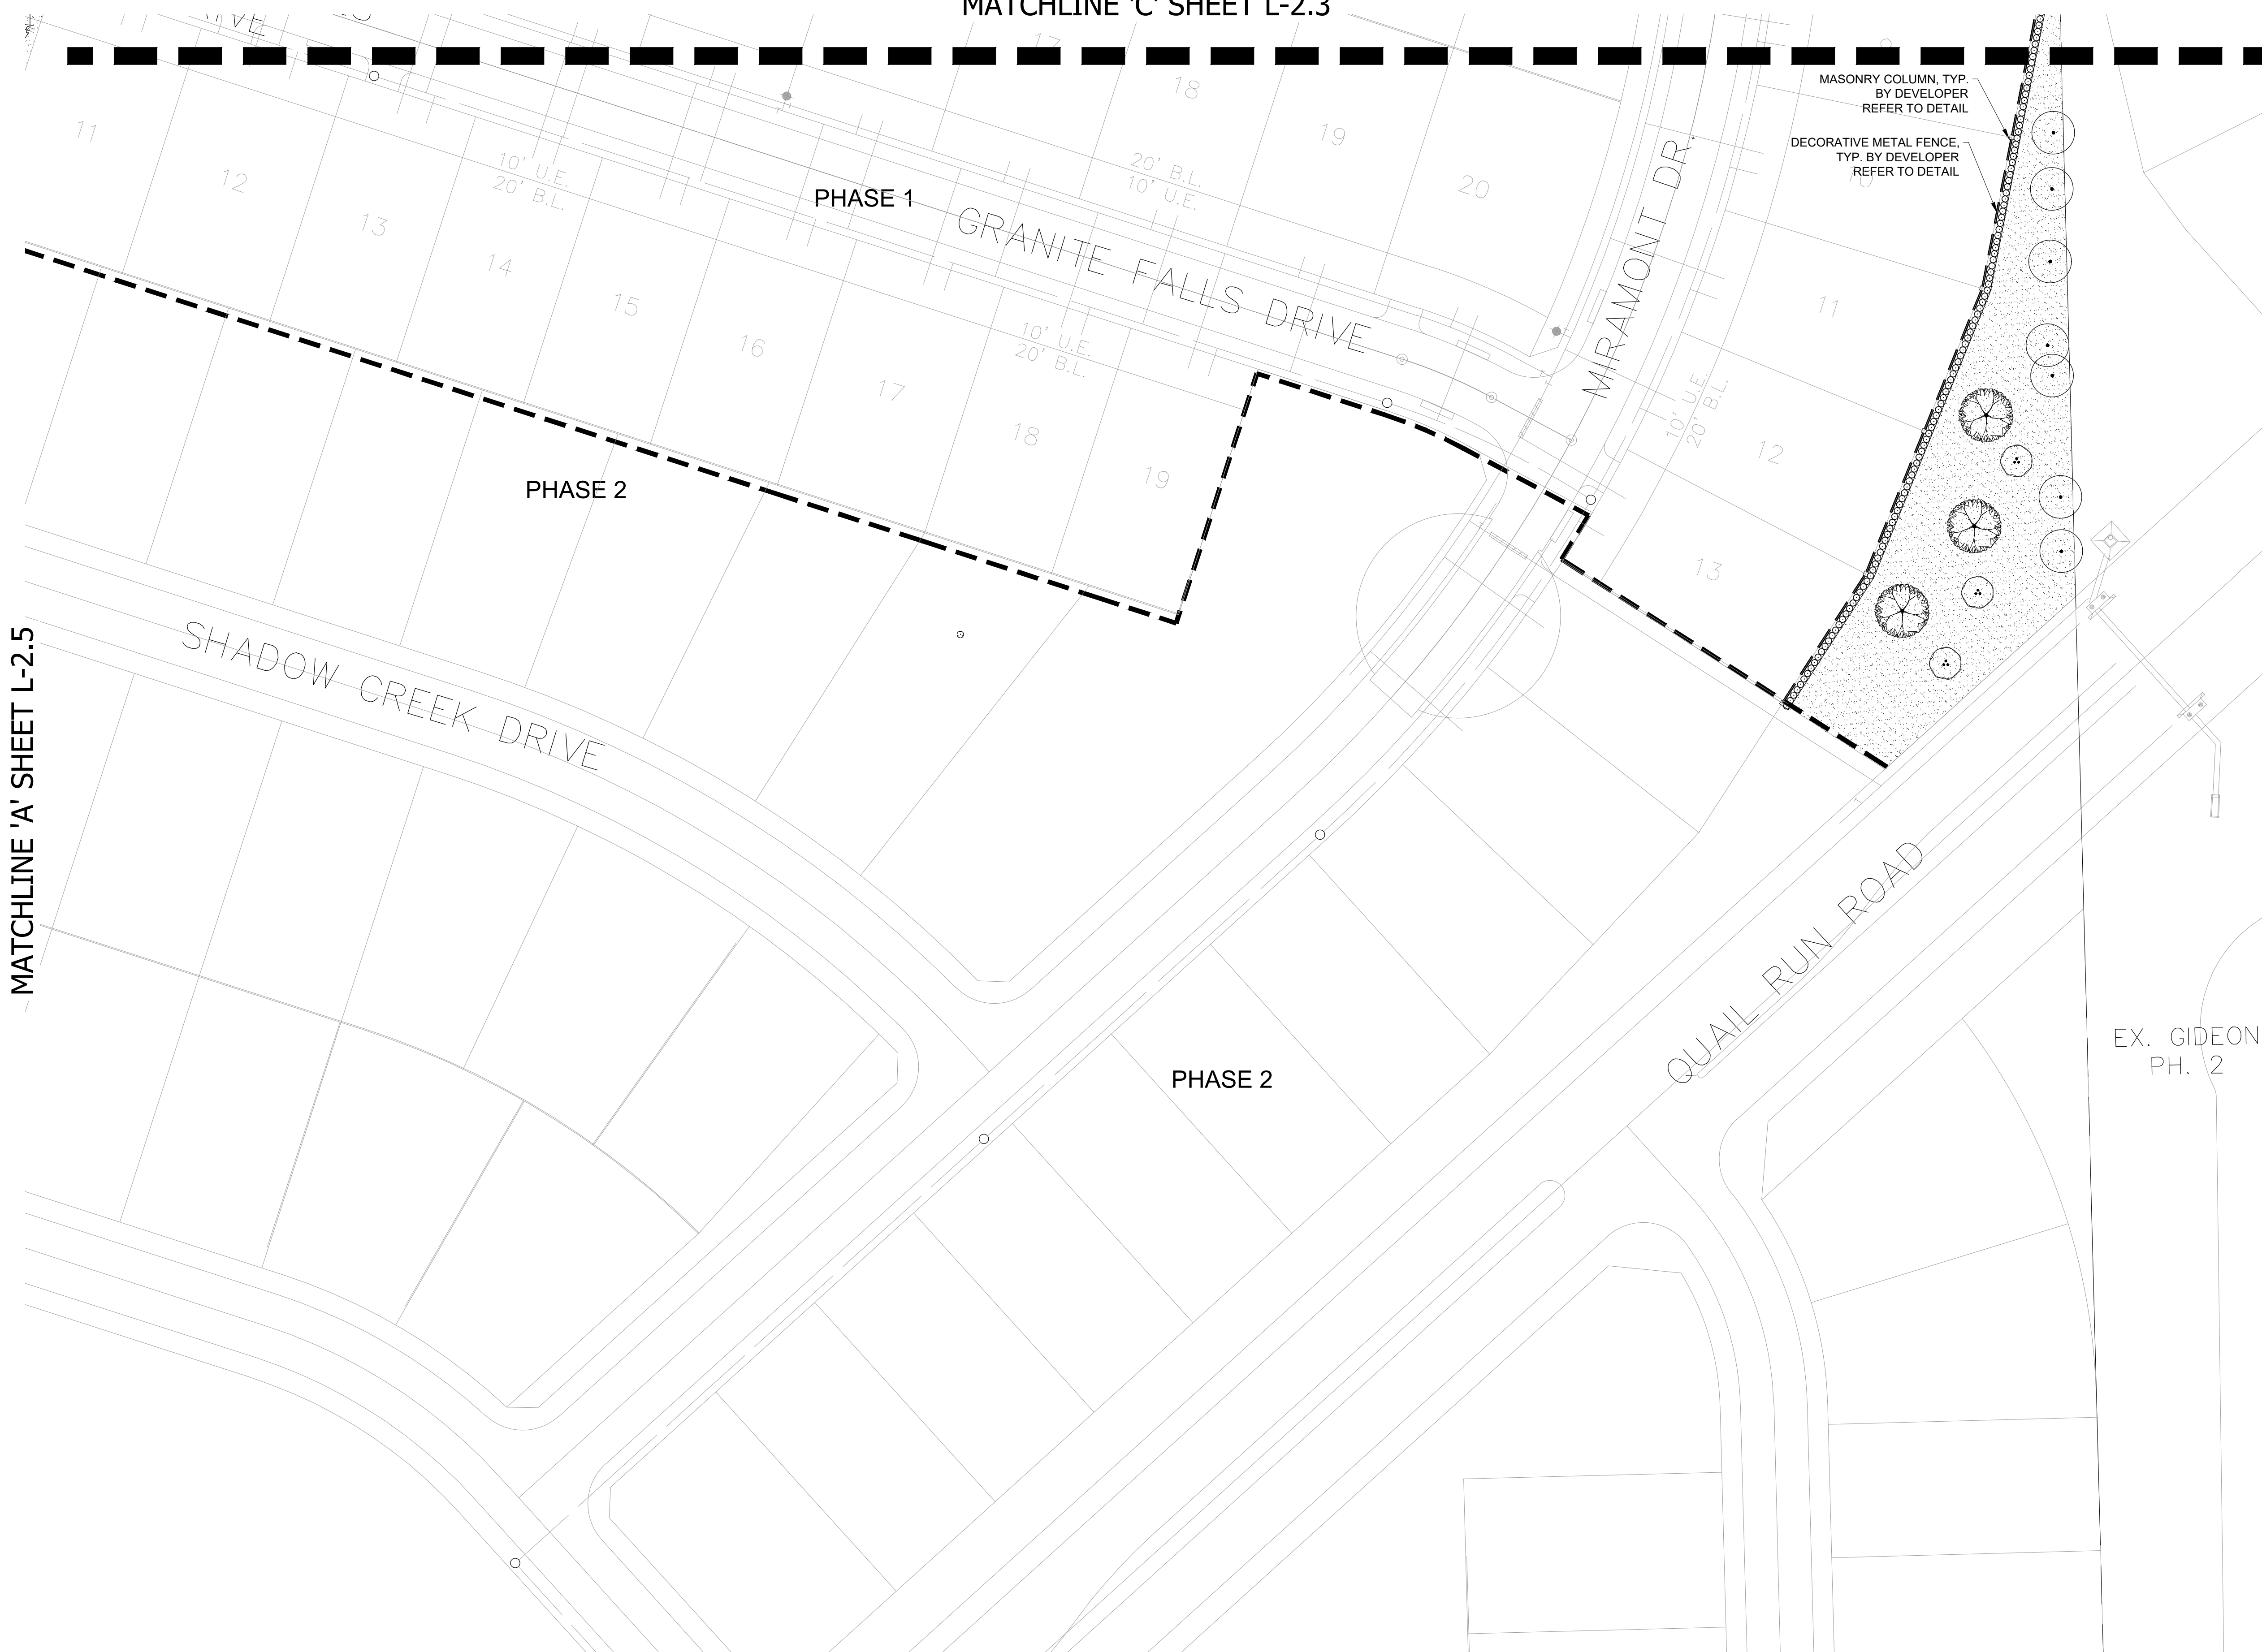 MATCHLINE 'C' SHEET L-2.3
17
18
19
20
MASONRY COLUMN, TYP.
BY DEVELOPER
REFER TO DETAIL
DECORATIVE METAL FENCE,
TYP. BY DEVELOPER
REFER TO DETAIL
11
12
13
14
15
16
17
18
19
10' U.E.
20' B.L.
PHASE 1
20' B.L.
10' U.E.
GRANITE FALLS DRIVE
10' U.E.
20' B.L.
MIRAMONT DR.
10' U.E.
20' B.L.
11
12
13
PHASE 2
SHADOW CREEK DRIVE
MATCHLINE 'A' SHEET L-2.5
QUAIL RUN ROAD
PHASE 2
EX. GIDEON
PH. 2